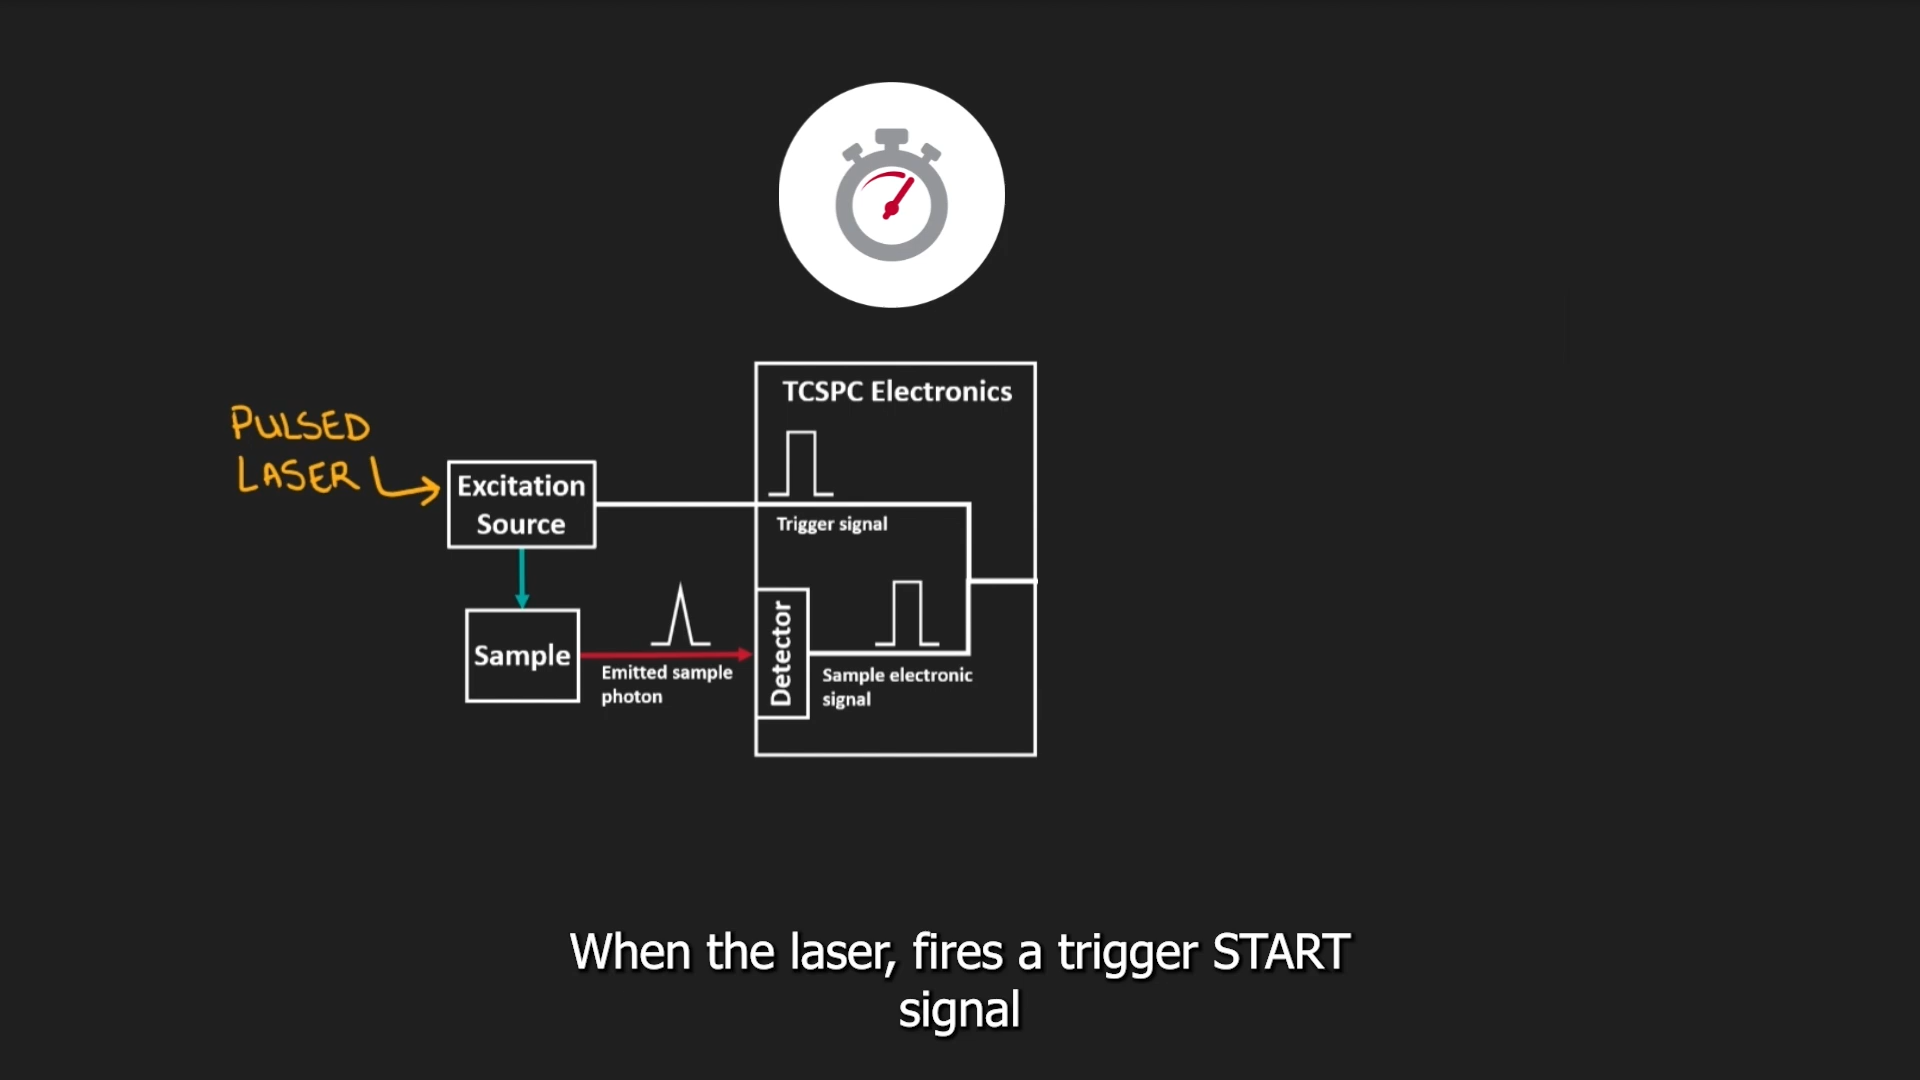 TCSPC Electronics
PULSED
LASER
Excitation
Source
Trigger signal
Sample
Emitted sample
photon
Detector
Sample electronic
signal
When the laser, fires a trigger START
signal